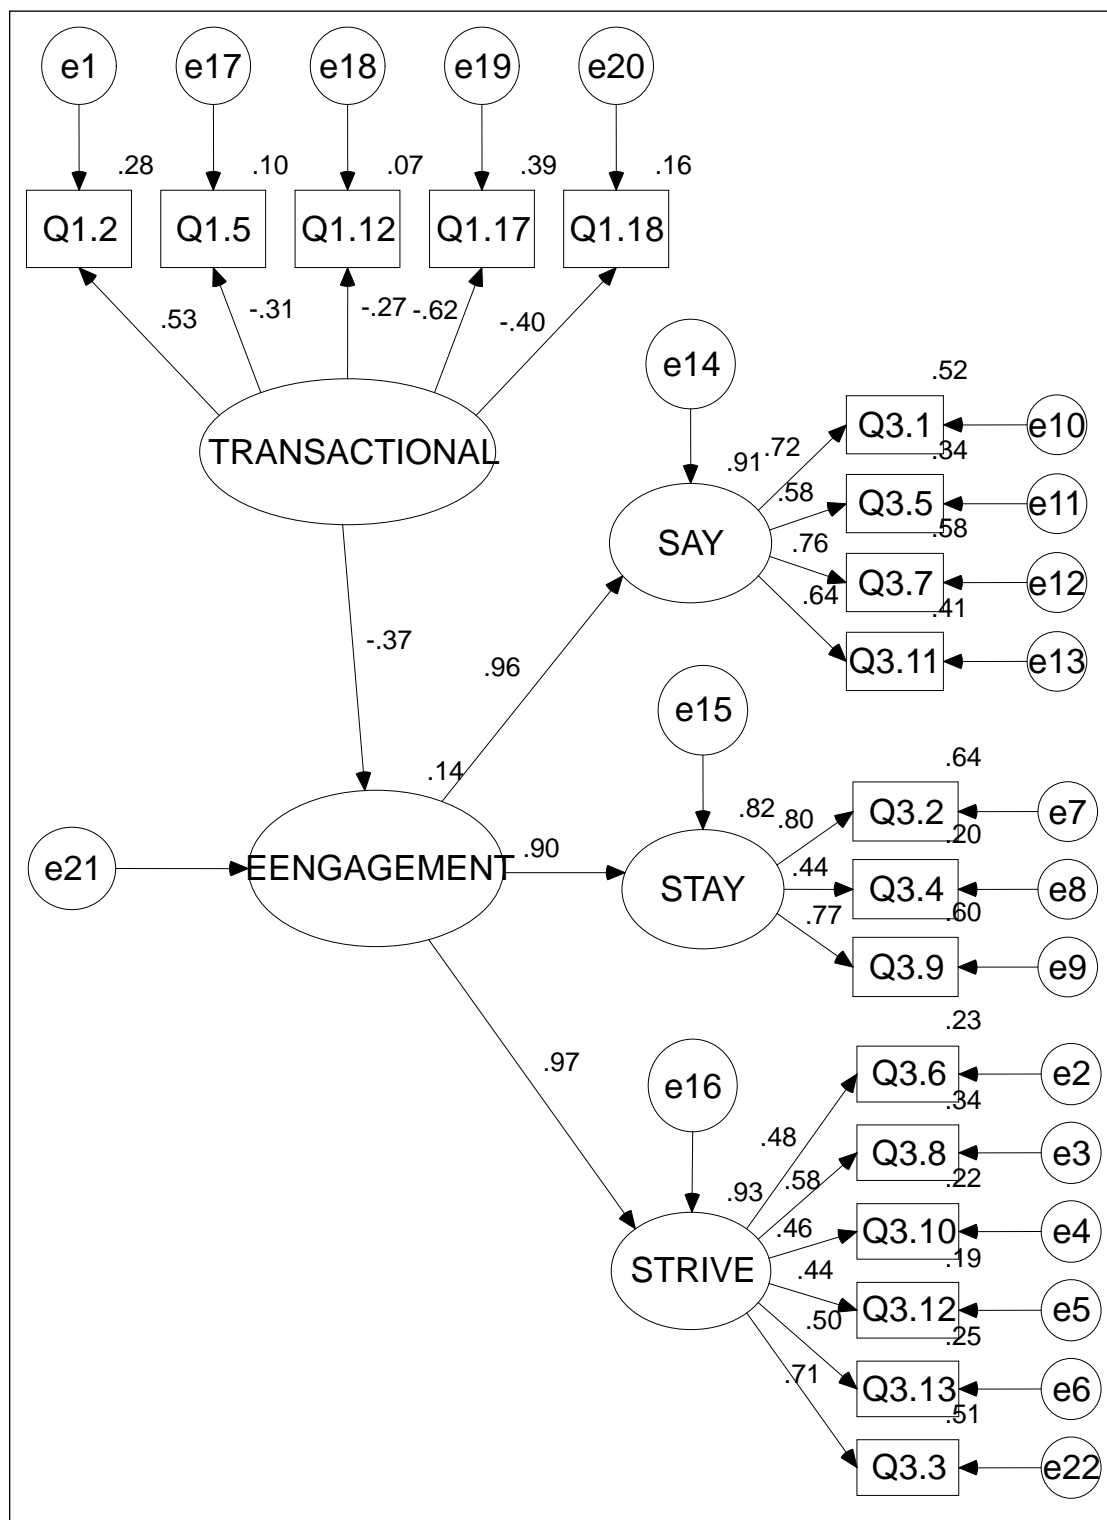 e1 e17 e18 e19 e20
.28 .10 .07 .39 .16
Q1.2 Q1.5 Q1.12 Q1.17 Q1.18
.53 -.31 -.27 -.62 -.40
TRANSACTIONAL
e14
.52
Q3.1 e10
.91 .72 .34
.58 Q3.5 e11
SAY .76 .58
Q3.7 e12
.64 .41
Q3.11 e13
-.37
.96
e15
.14
.64
.82 .80 Q3.2 e7
.20
e21 EENGAGEMENT .90 STAY .44 Q3.4 e8
.77 .60
Q3.9 e9
.23
.97
e16 Q3.6 e2
.34
.48
Q3.8 e3
.93 .58 .22
.46 Q3.10 e4
STRIVE .44 .19
.50 Q3.12 e5
.25
.71 Q3.13 e6
.51
Q3.3 e22